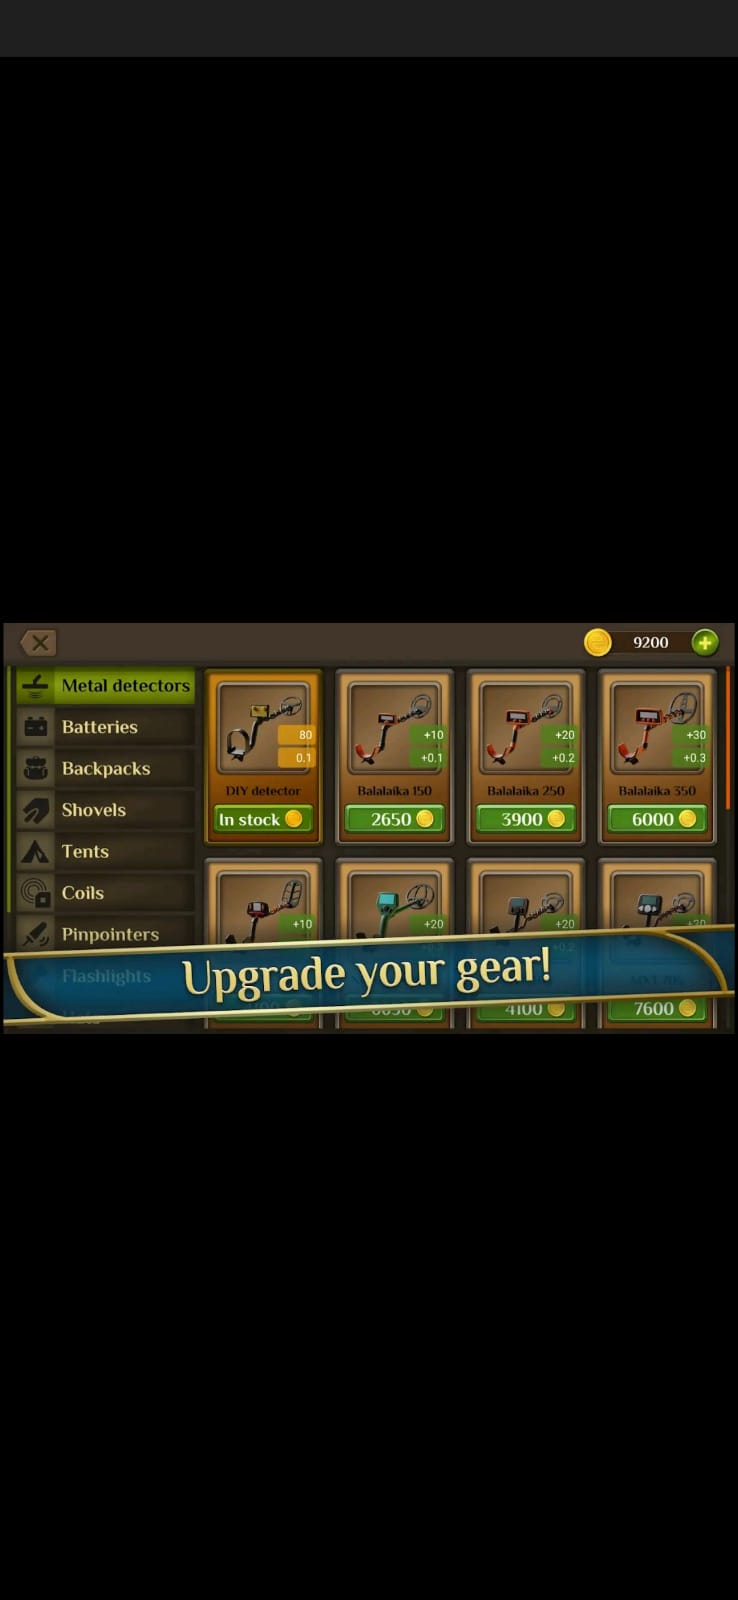 9200
Metal detectors
Batteries
Backpacks
Shovels
Tents
Coils
Pinpointers
Flashlights
80
0.1
DIY detector
In stock
+10
+0.1
Balalaika 150
2650
+20
+0.2
Balalaika 250
3900
+30
+0.3
Balalaika 350
6000
+10
+20
+20
+30
4100
7600
Upgrade your gear!